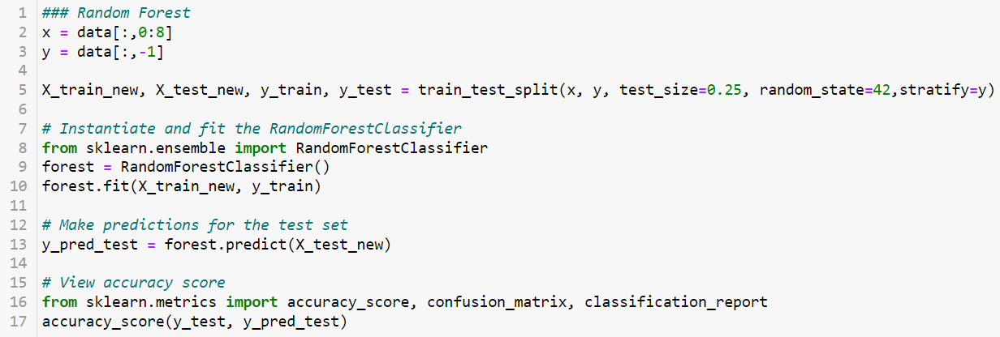 1 ### Random Forest
2 x = data[:,0:8]
3 y = data[:,-1]
4
5 X_train_new, X_test_new, y_train, y_test = train_test_split(x, y, test_size=0.25, random_state=42,stratify=y)
6
7 # Instantiate and fit the RandomForestClassifier
8 from sklearn.ensemble import RandomForestClassifier
9 forest = RandomForestClassifier()
10 forest.fit(X_train_new, y_train)
11
12 # Make predictions for the test set
13 y_pred_test = forest.predict(X_test_new)
14
15 # View accuracy score
16 from sklearn.metrics import accuracy_score, confusion_matrix, classification_report
17 accuracy_score(y_test, y_pred_test)